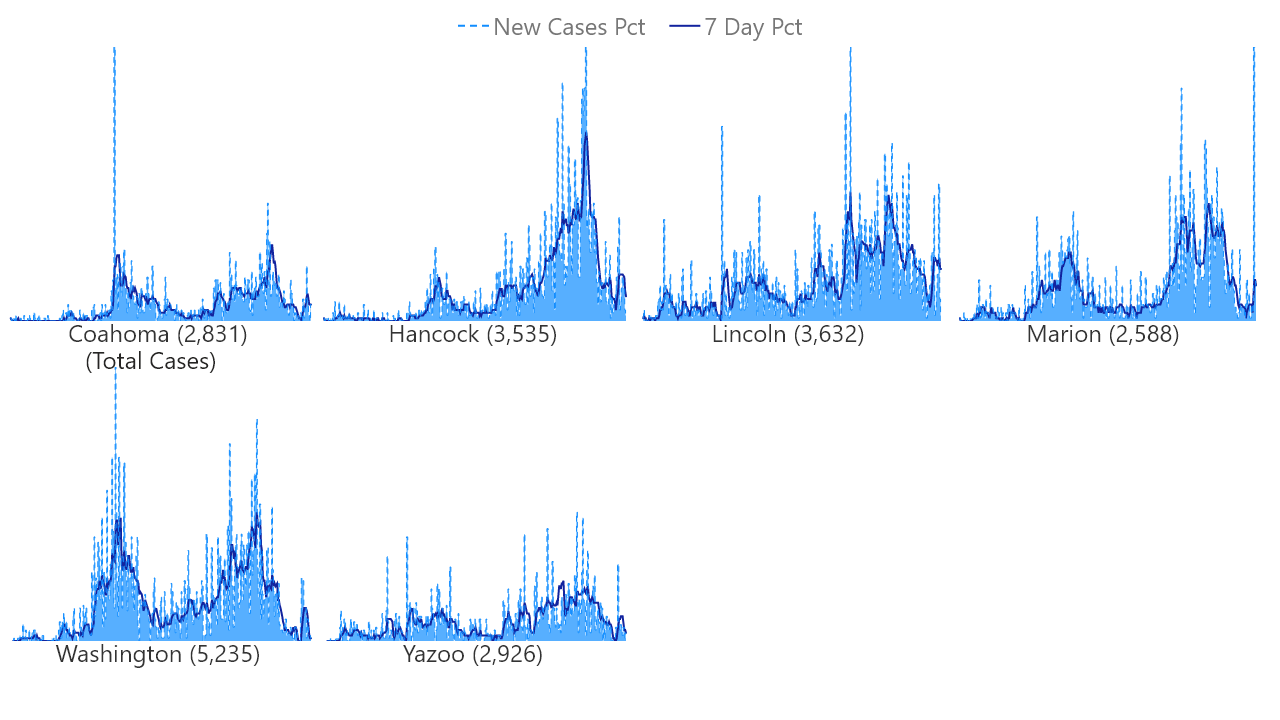 New Cases Pct 7 Day Pct
Coahoma (2,831) Hancock (3,535) Lincoln (3,632) Marion (2,588)
(Total Cases)
Washington (5,235) Yazoo (2,926)